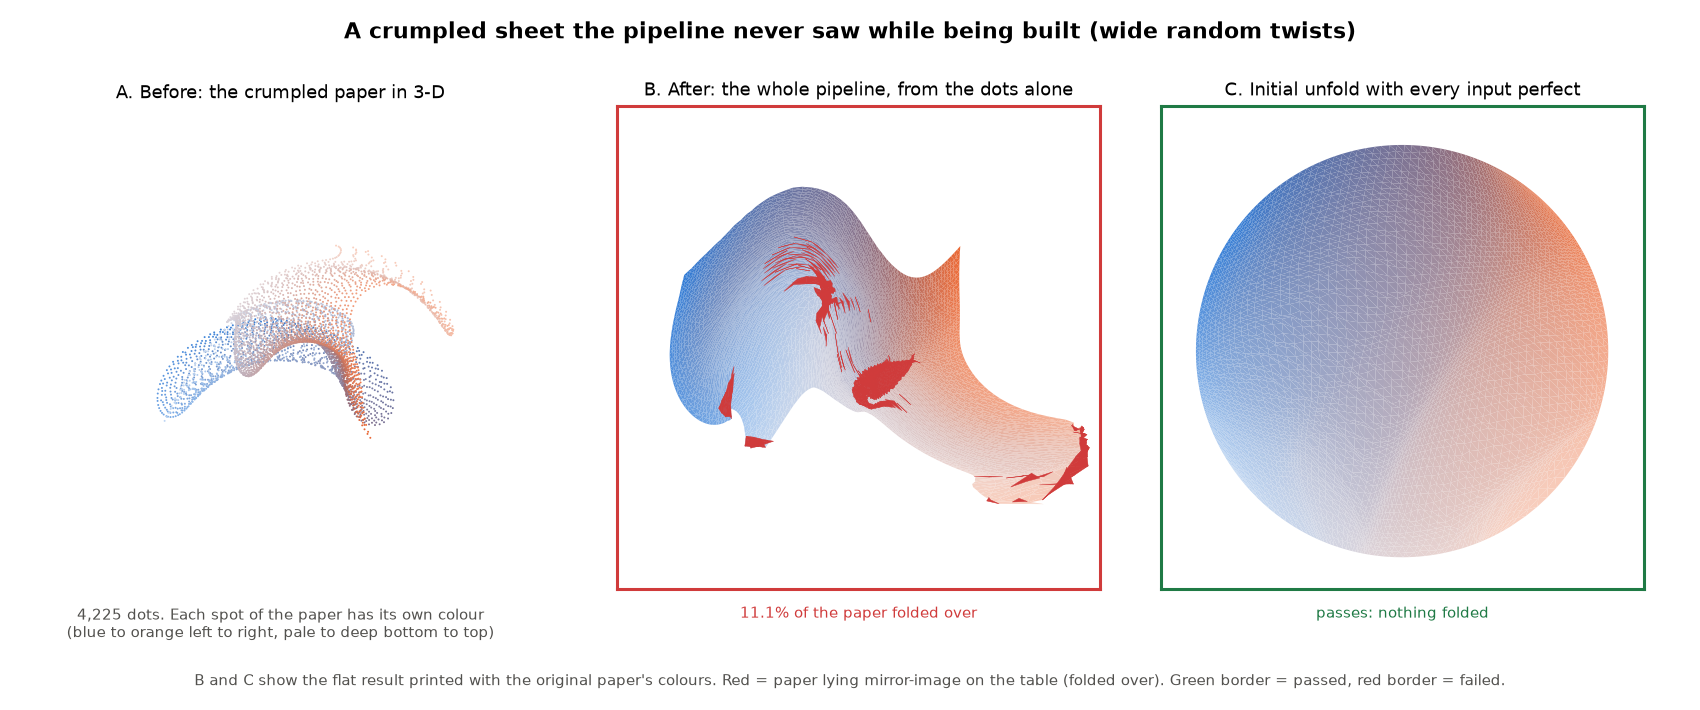 A crumpled sheet the pipeline never saw while being built (wide random twists)
A. Before: the crumpled paper in 3-D
B. After: the whole pipeline, from the dots alone
C. Initial unfold with every input perfect
4,225 dots. Each spot of the paper has its own colour
(blue to orange left to right, pale to deep bottom to top)
11.1% of the paper folded over
passes: nothing folded
B and C show the flat result printed with the original paper's colours. Red = paper lying mirror-image on the table (folded over). Green border = passed, red border = failed.